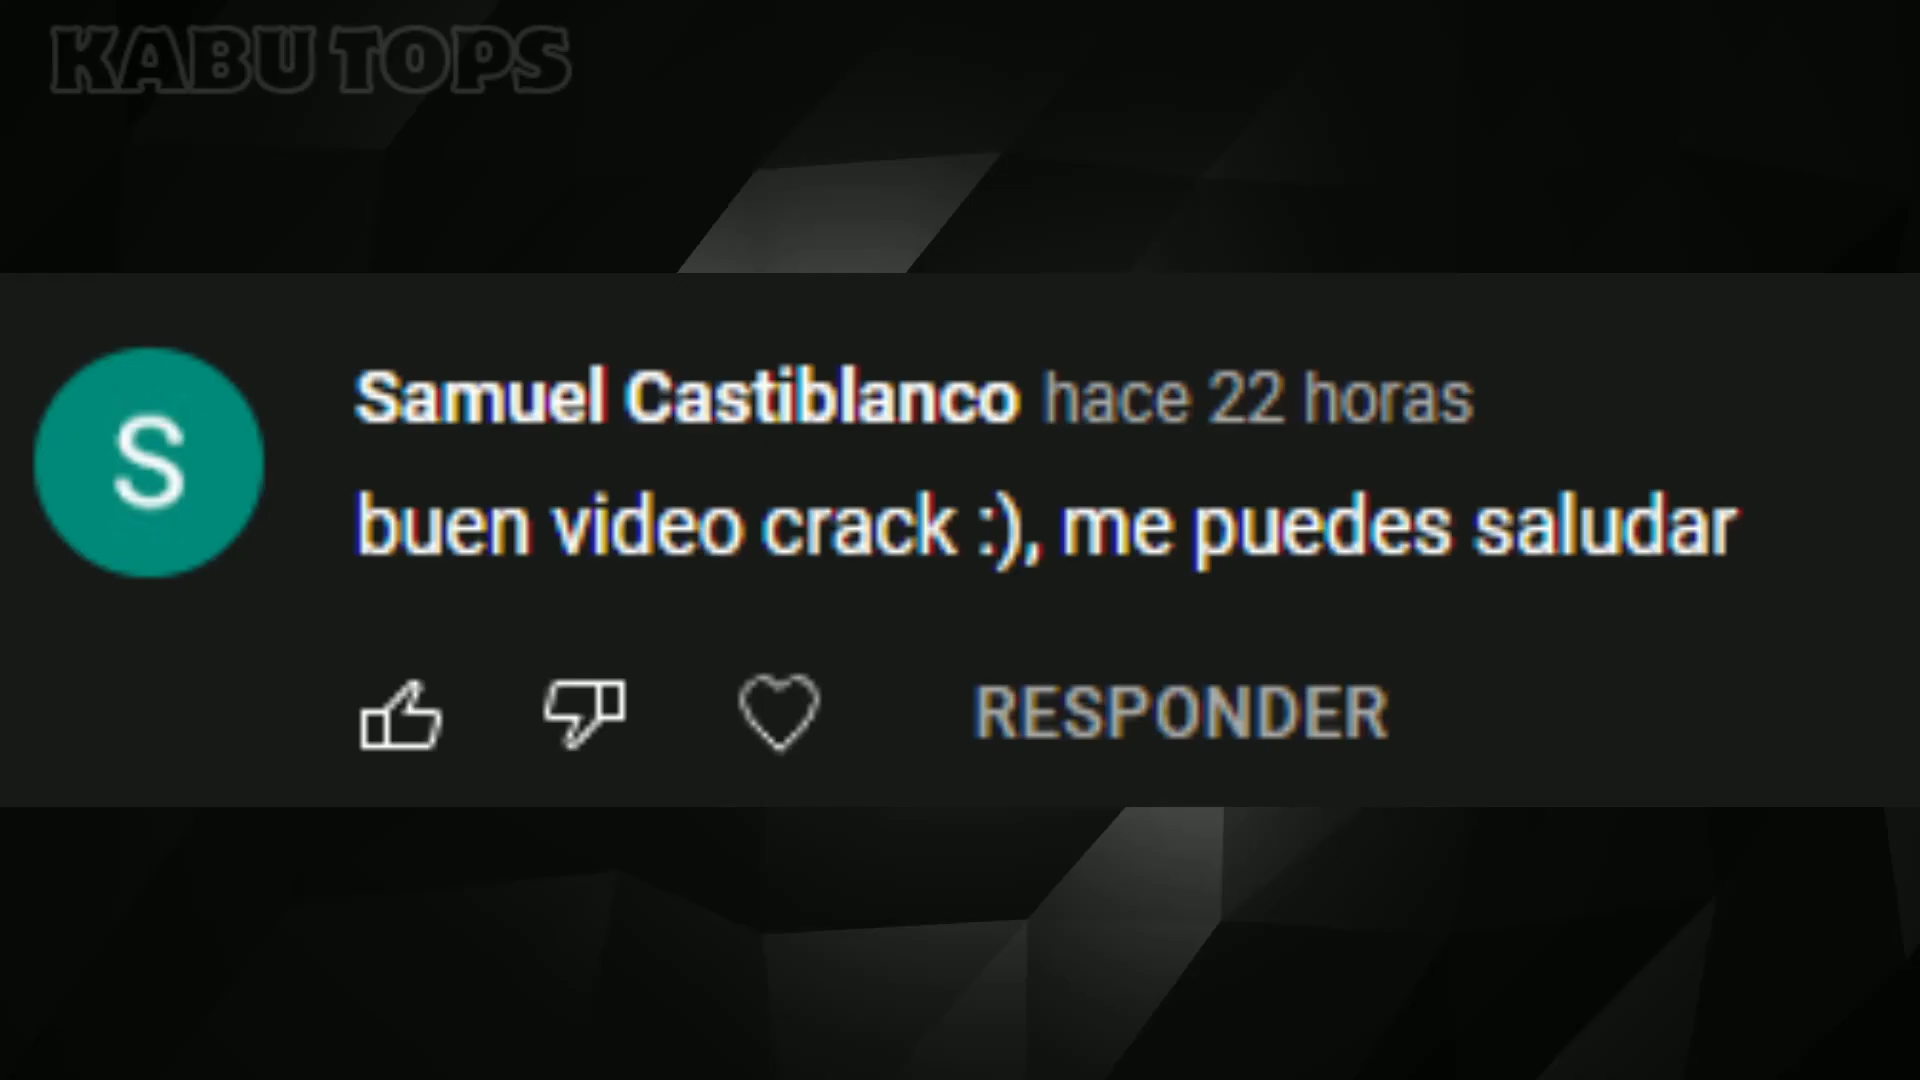 KABU TOPS
S
Samuel Castiblanco hace 22 horas
buen video crack :), me puedes saludar
RESPONDER